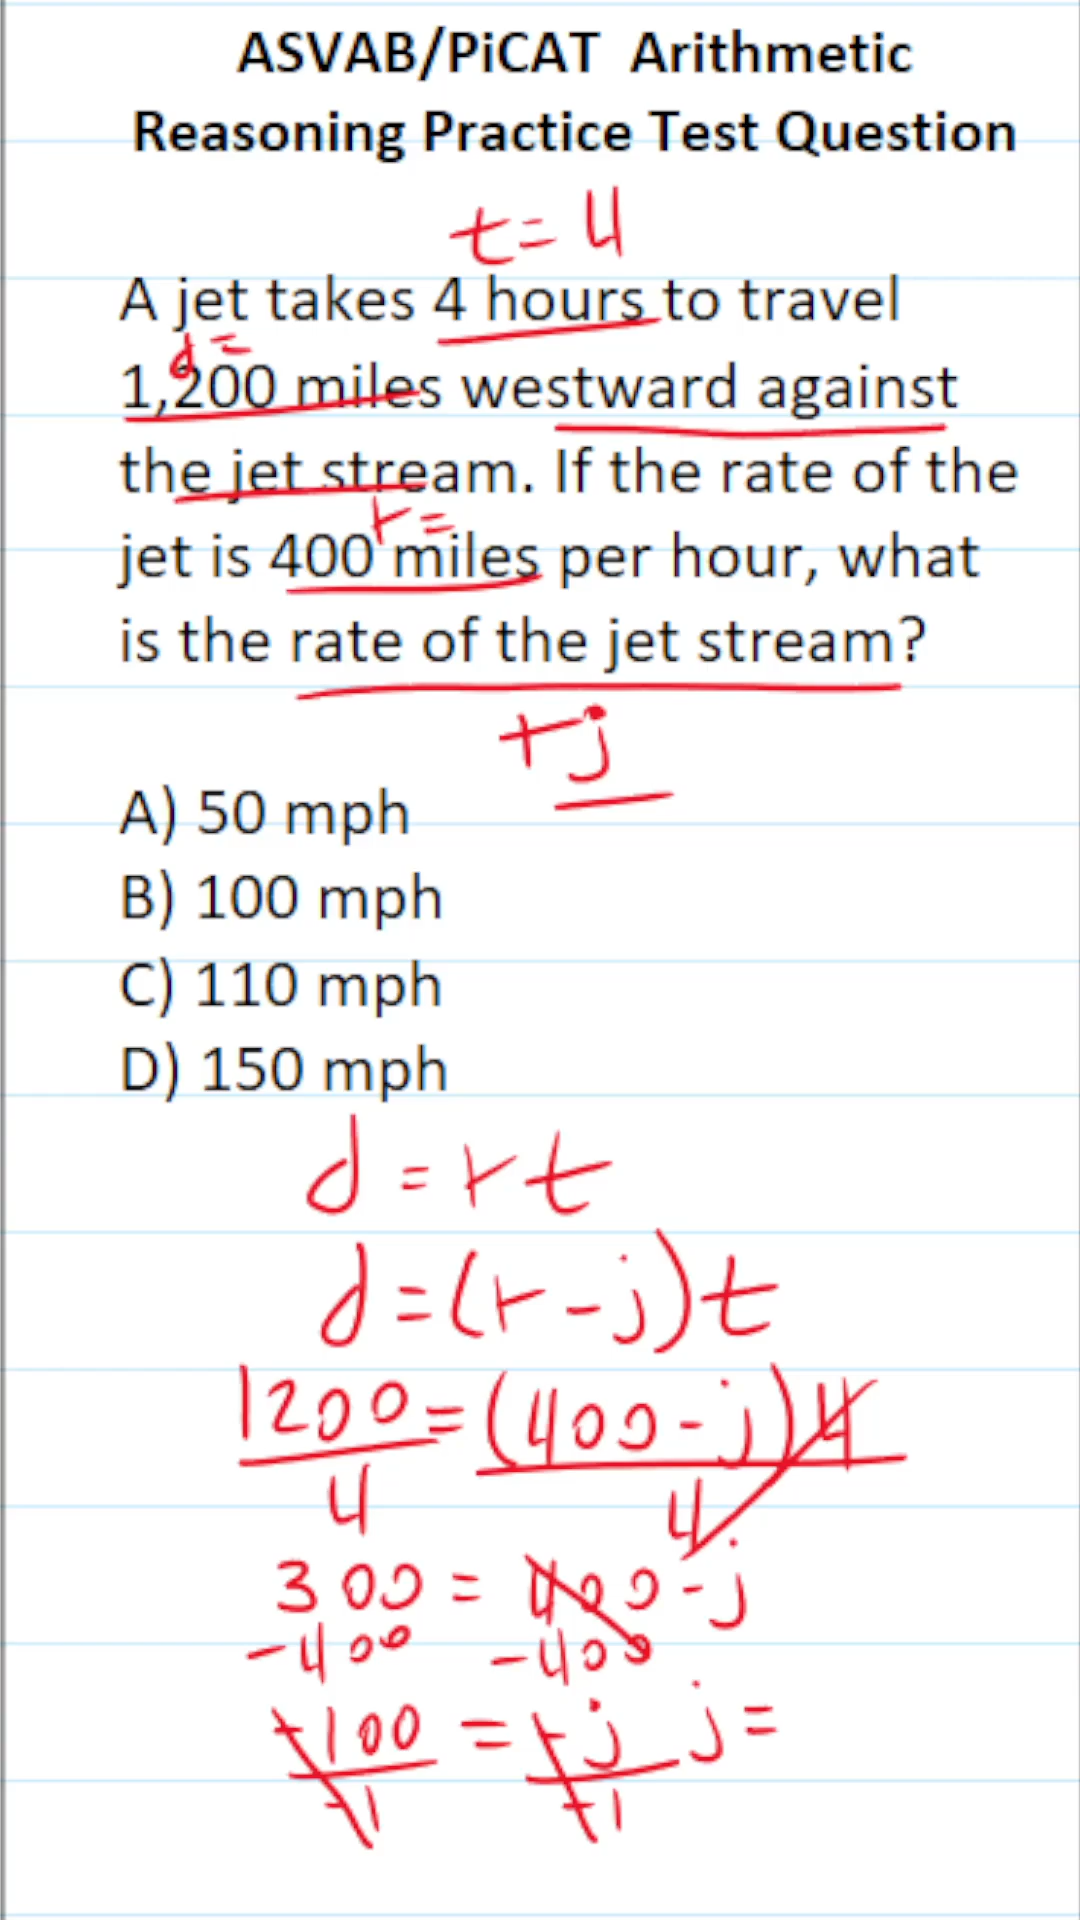 ASVAB/PiCAT Arithmetic
Reasoning Practice Test Question
t = 4
A jet takes 4 hours to travel
d =
1,200 miles westward against
the jet stream. If the rate of the
r =
jet is 400 miles per hour, what
is the rate of the jet stream?
+j
A) 50 mph
B) 100 mph
C) 110 mph
D) 150 mph
d = rt
d = (r - j)t
1200 = (400 - j)4
4 4
300 = 400 - j
-400 -400
-100 = -j j =
-1 -1